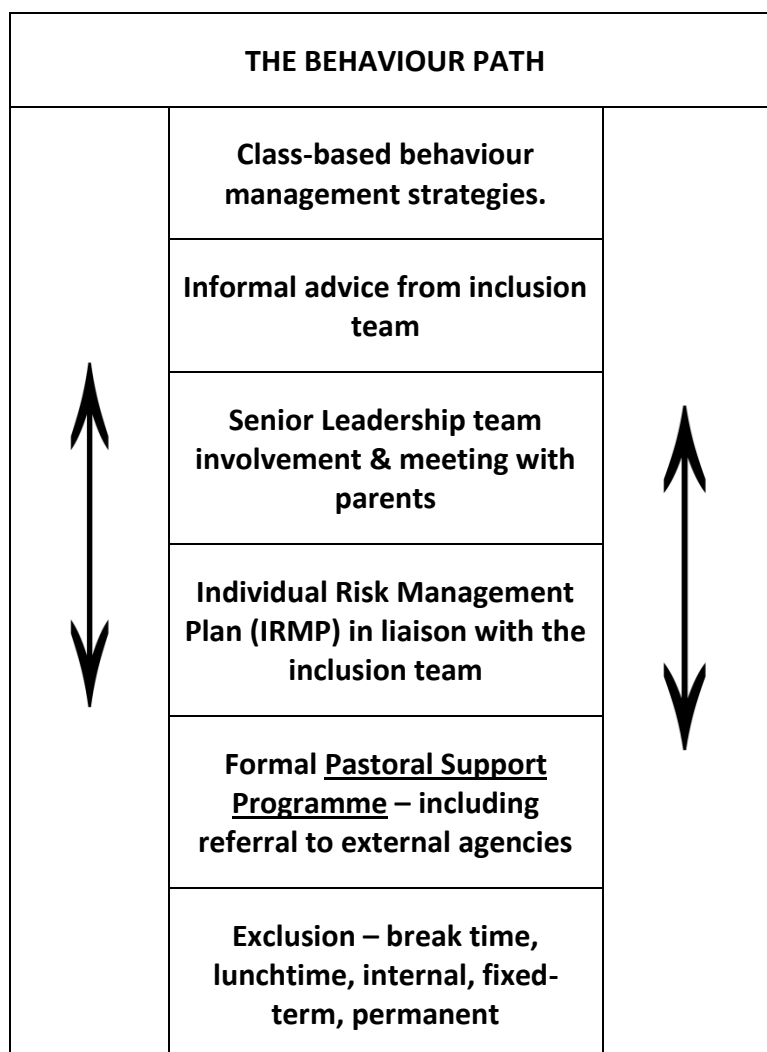 THE BEHAVIOUR PATH
Class-based behaviour
management strategies.
Informal advice from inclusion
team
Senior Leadership team
involvement & meeting with
parents
Individual Risk Management
Plan (IRMP) in liaison with the
inclusion team
Formal Pastoral Support
Programme – including
referral to external agencies
Exclusion – break time,
lunchtime, internal, fixed-
term, permanent